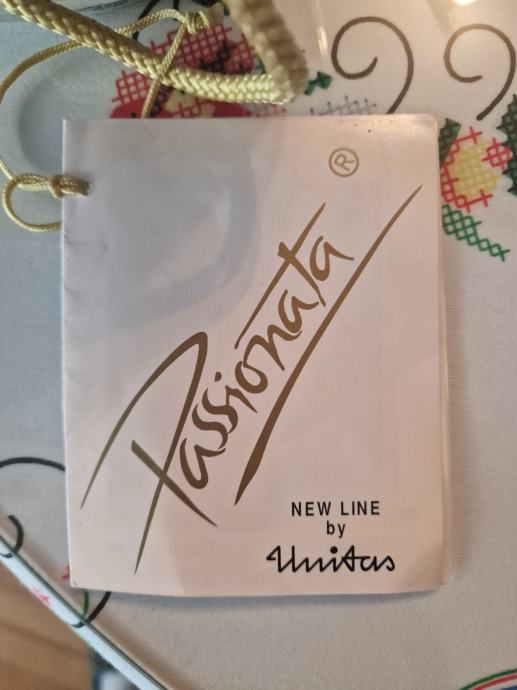 ®
Passionata
NEW LINE
by
Unitas